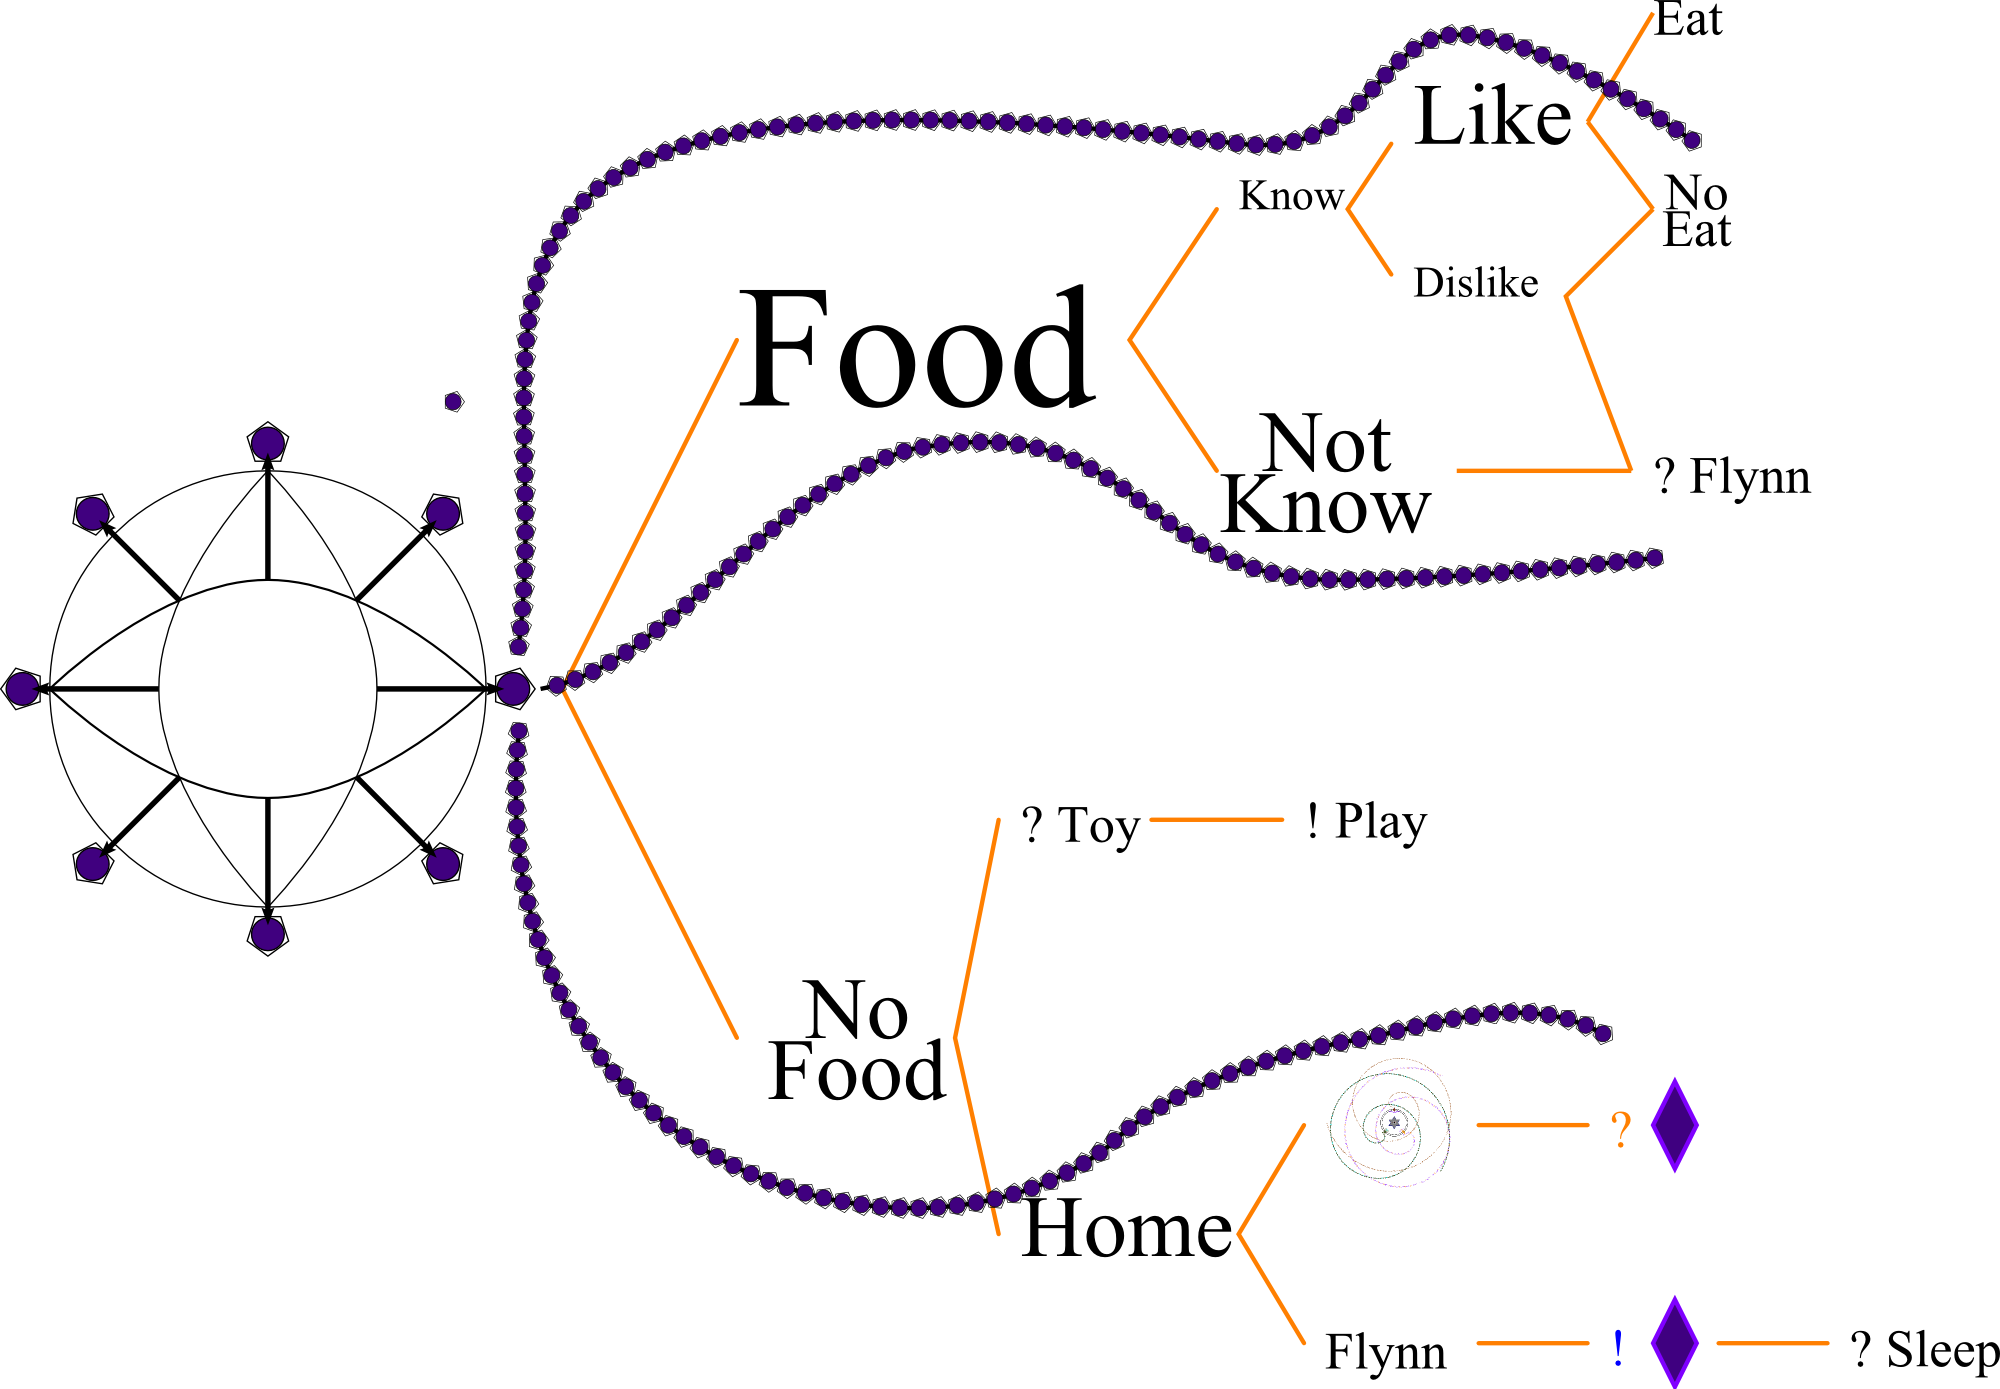 Eat
Like
Know
No
Eat
Dislike
Food
Not
Know
? Flynn
? Toy
! Play
No
Food
?
Home
Flynn
!
? Sleep